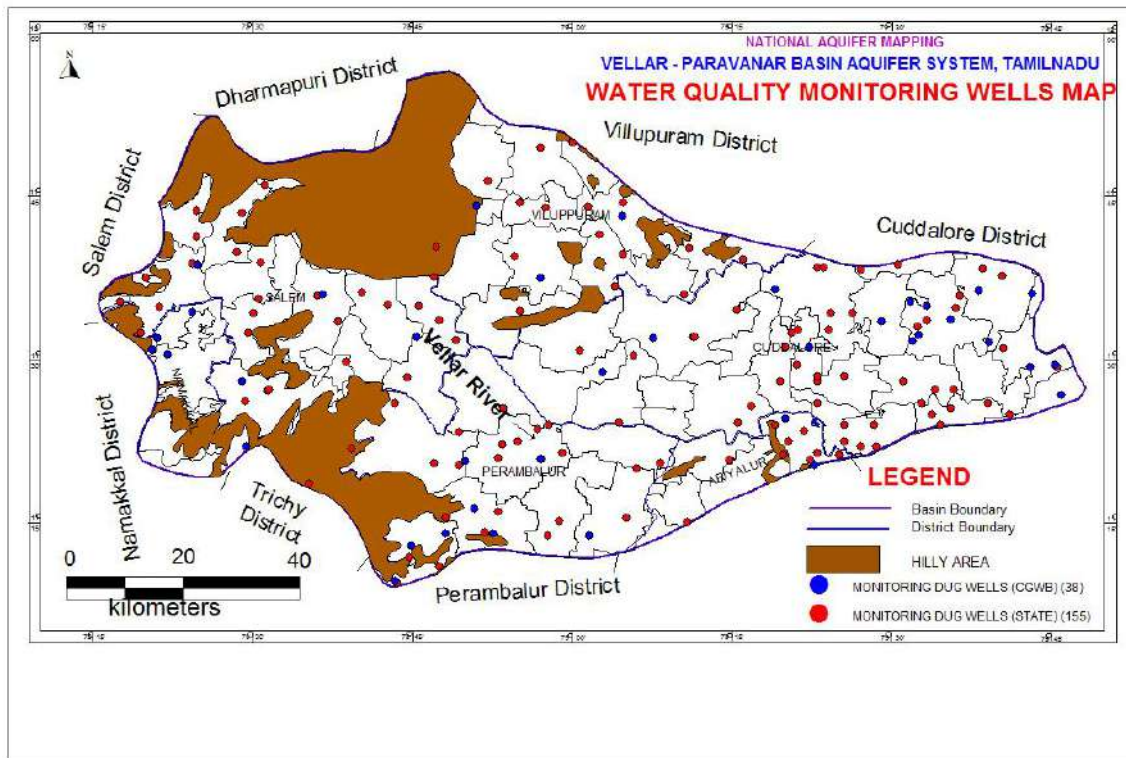 NATIONAL AQUIFER MAPPING
VELLAR - PARAVANAR BASIN AQUIFER SYSTEM, TAMILNADU
WATER QUALITY MONITORING WELLS MAP
N
Dharmapuri District
Villupuram District
Salem District
Cuddalore District
VILUPPURAM
SALEM
CUDDALORE
Vellar River
Namakkal District
PERAMBALUR
ARIYALUR
Trichy
District
Perambalur District
0 20 40
kilometers
LEGEND
Basin Boundary
District Boundary
HILLY AREA
MONITORING DUG WELLS (CGWB) (38)
MONITORING DUG WELLS (STATE) (155)